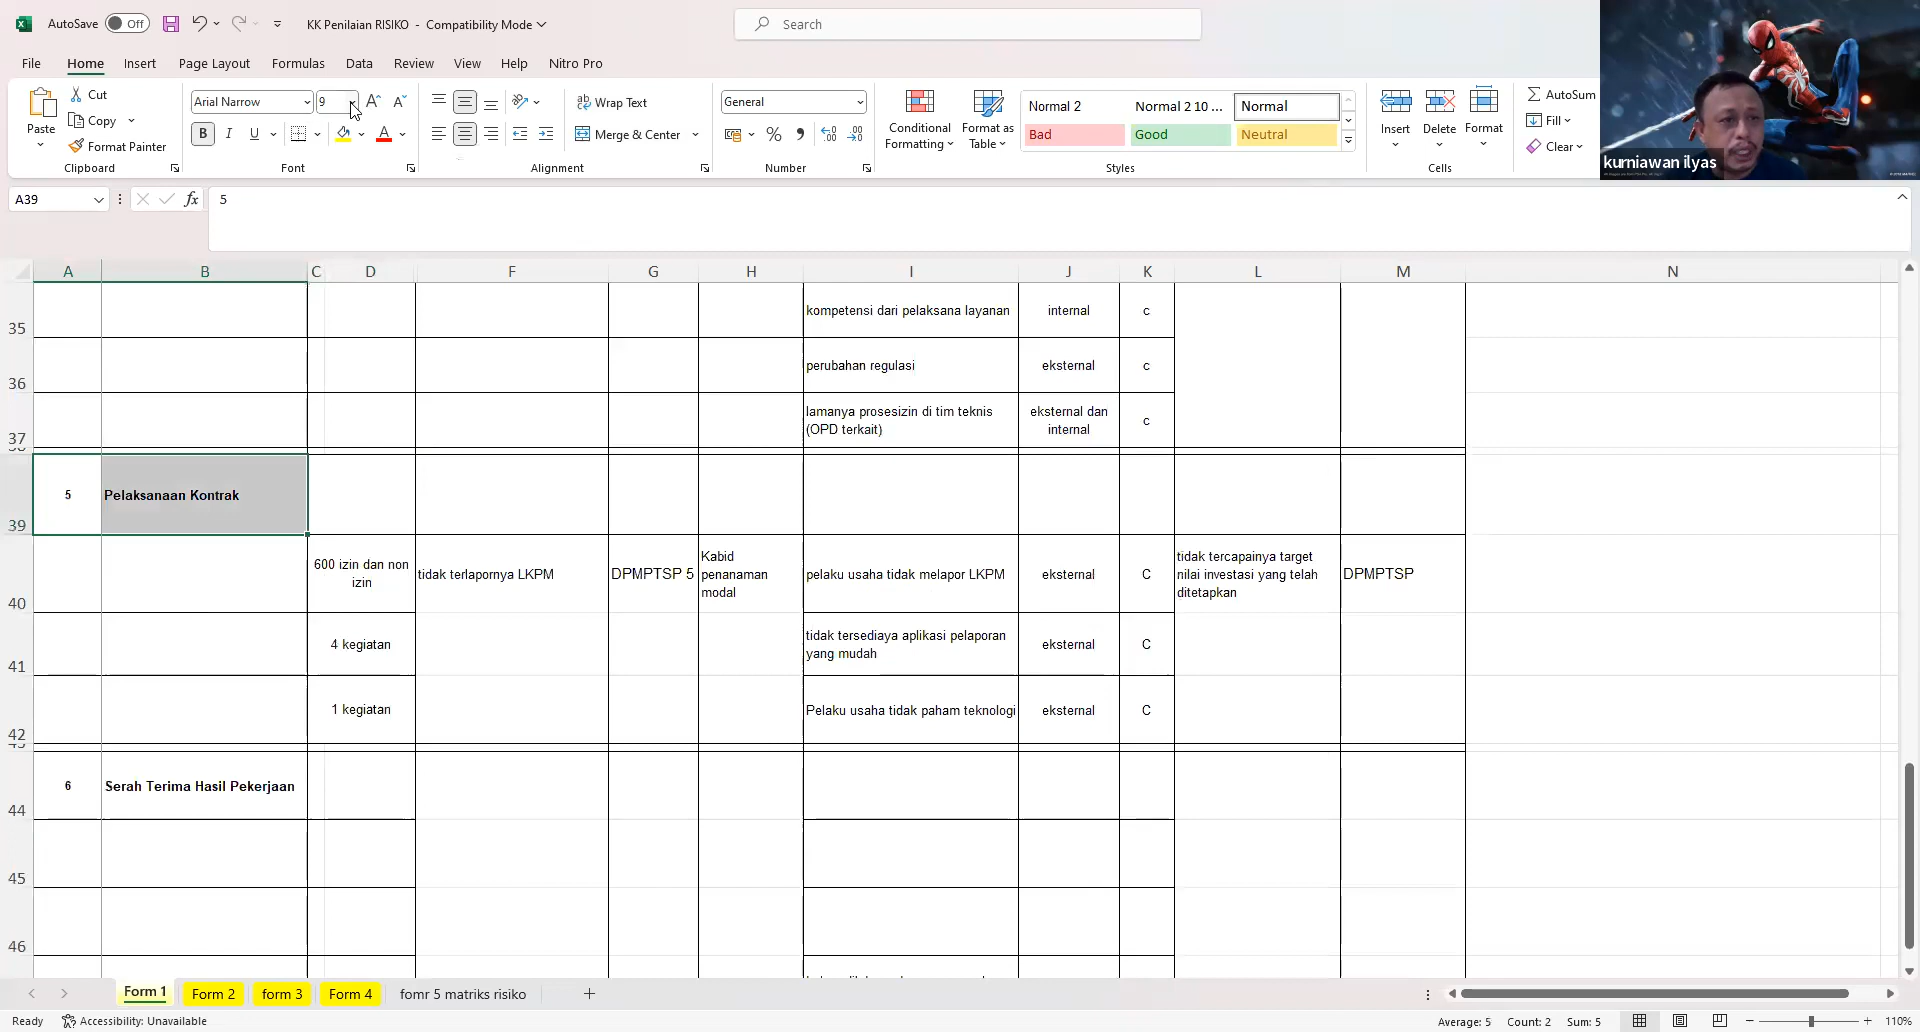 AutoSave Off KK Penilaian RISIKO - Compatibility Mode Search
File Home Insert Page Layout Formulas Data Review View Help Nitro Pro
Paste Cut Copy Format Painter Clipboard
Arial Narrow 9 B I U A Font
ab Wrap Text Merge & Center Alignment
General % , Number
Conditional Formatting Format as Table
Normal 2 Normal 2 10 ... Normal
Bad Good Neutral
Styles
Insert Delete Format Cells
AutoSum
Fill
Clear
kurniawan ilyas
A39 fx 5
A B C D F G H I J K L M N
35 kompetensi dari pelaksana layanan internal c
36 perubahan regulasi eksternal c
37 lamanya prosesizin di tim teknis (OPD terkait) eksternal dan internal c
39 5 Pelaksanaan Kontrak
40 600 izin dan non izin tidak terlapornya LKPM DPMPTSP 5 Kabid penanaman modal pelaku usaha tidak melapor LKPM eksternal C tidak tercapainya target nilai investasi yang telah ditetapkan DPMPTSP
41 4 kegiatan tidak tersediaya aplikasi pelaporan yang mudah eksternal C
42 1 kegiatan Pelaku usaha tidak paham teknologi eksternal C
44 6 Serah Terima Hasil Pekerjaan
45
46
Form 1 Form 2 form 3 Form 4 fomr 5 matriks risiko
Ready Accessibility: Unavailable Average: 5 Count: 2 Sum: 5 110%